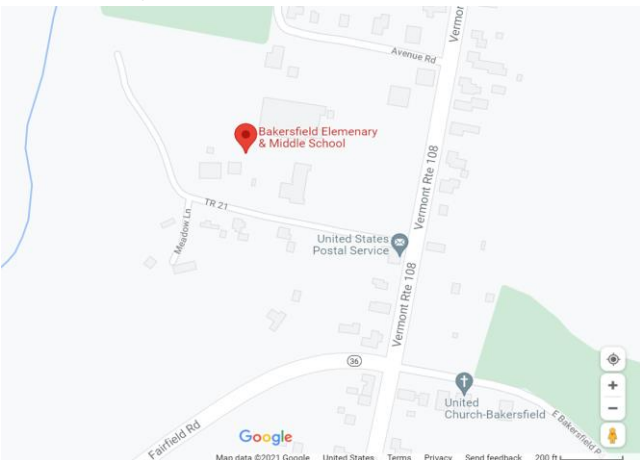 Avenue Rd
Vermon
Bakersfield Elemenary
& Middle School
Vermont Rte 108
TR 21
Meadow Ln
United States
Postal Service
Vermont Rte 108
36
United
Church-Bakersfield
E Bakersfield R
Fairfield Rd
+
−
Google
Map data ©2021 Google United States Terms Privacy Send feedback 200 ft